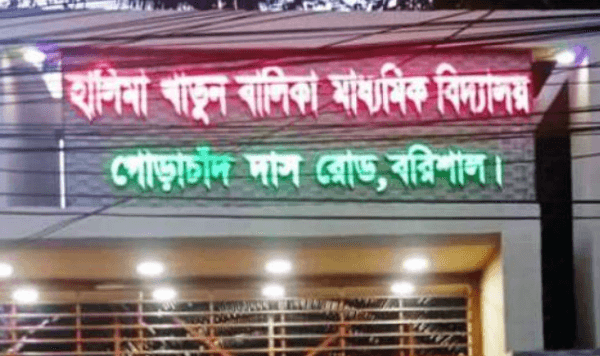 হালিমা খাতুন বালিকা মাধ্যমিক বিদ্যালয়
গোড়াচাঁদ দাস রোড, বরিশাল।